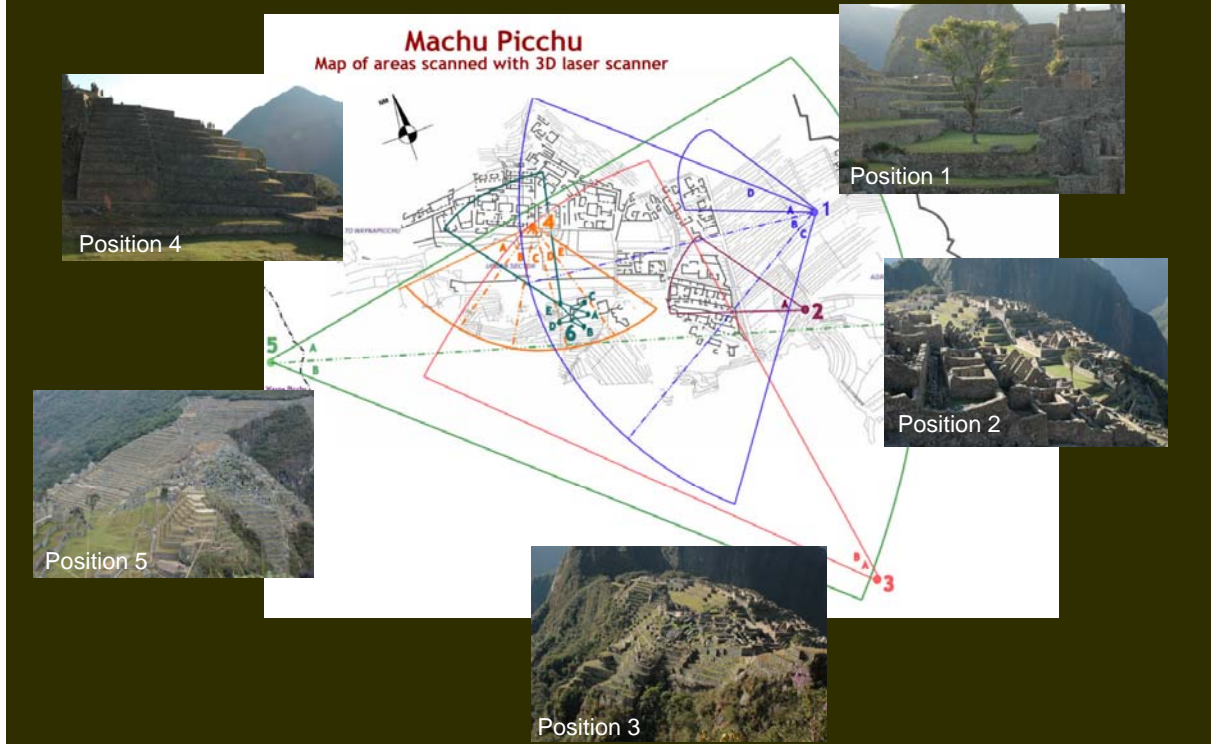 Machu Picchu
Map of areas scanned with 3D laser scanner
Position 1
Position 4
NM
D
A
1
B
C
4
TO WAYNAPICCHU
A
B
C
D
E
A
2
C
E
A
D
B
6
5
A
B
Position 2
Position 5
B
A
3
Position 3